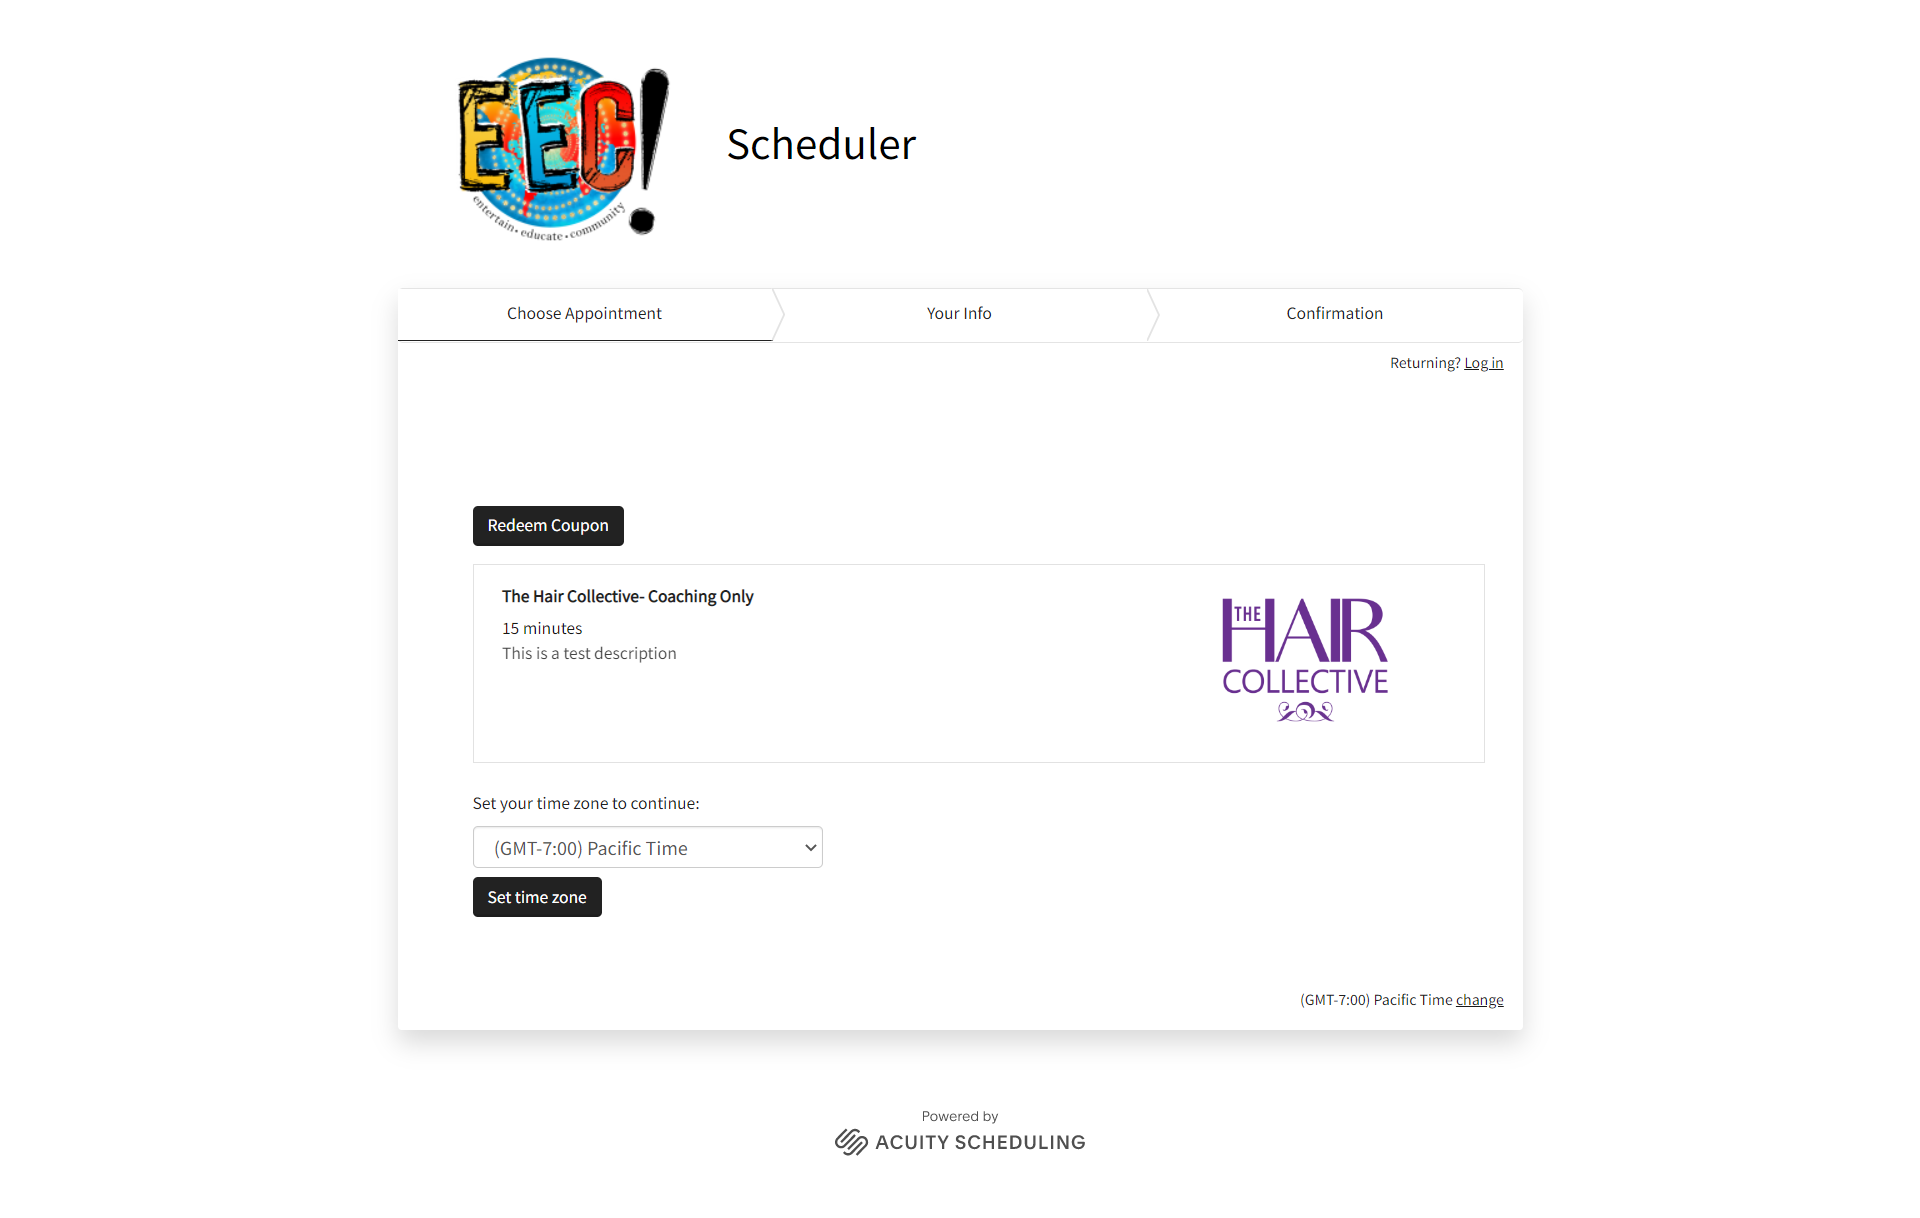 EEC!
entertain • educate • community
Scheduler
Choose Appointment
Your Info
Confirmation
Returning? Log in
Redeem Coupon
The Hair Collective- Coaching Only
15 minutes
This is a test description
THE HAIR
COLLECTIVE
Set your time zone to continue:
(GMT-7:00) Pacific Time
Set time zone
(GMT-7:00) Pacific Time change
Powered by
ACUITY SCHEDULING